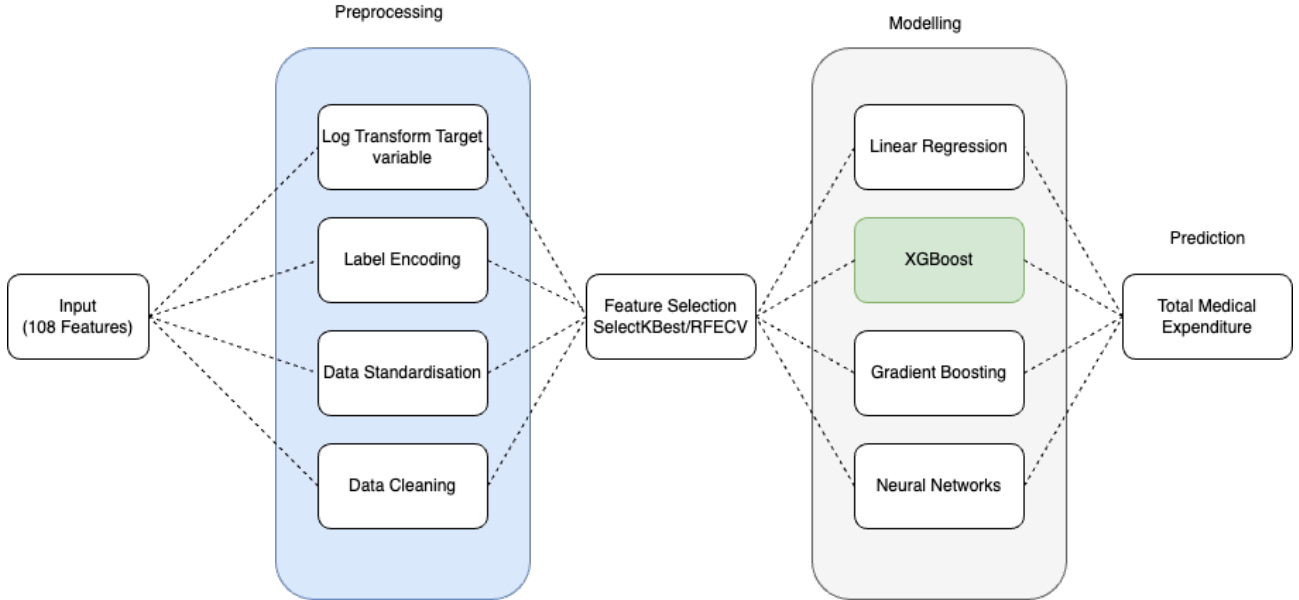 Preprocessing
Modelling
Log Transform Target
variable
Linear Regression
Label Encoding
XGBoost
Prediction
Input
(108 Features)
Feature Selection
SelectKBest/RFECV
Total Medical
Expenditure
Data Standardisation
Gradient Boosting
Data Cleaning
Neural Networks